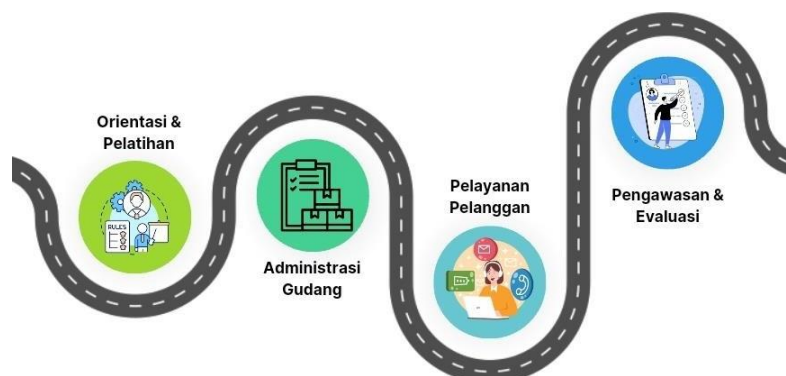 Orientasi &
Pelatihan
RULES
Administrasi
Gudang
Pelayanan
Pelanggan
Pengawasan &
Evaluasi